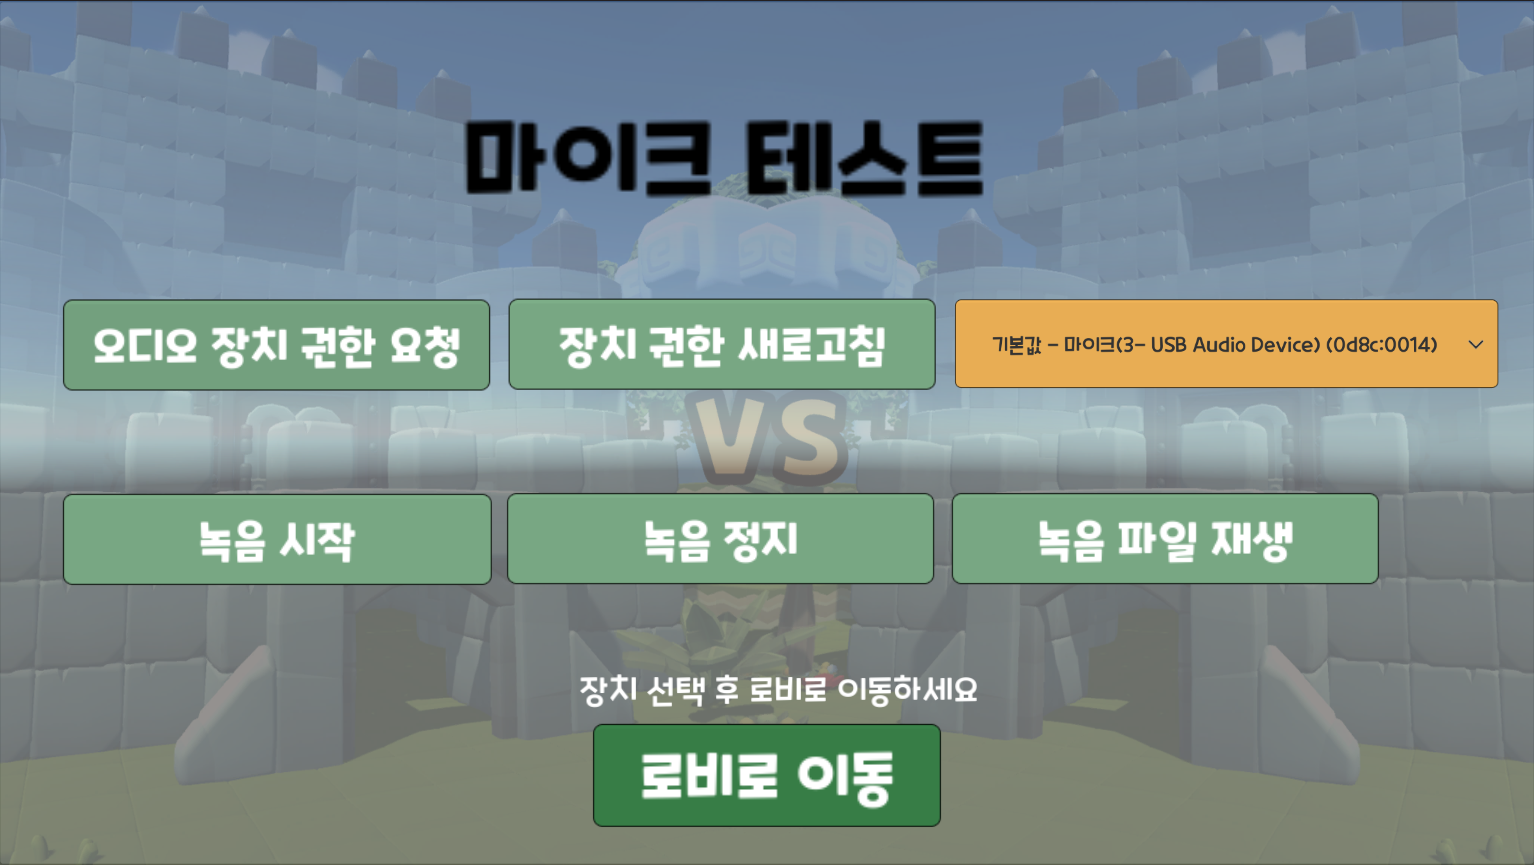 마이크 테스트
오디오 장치 권한 요청
장치 권한 새로고침
기본값 - 마이크(3- USB Audio Device) (0d8c:0014)
VS
녹음 시작
녹음 정지
녹음 파일 재생
장치 선택 후 로비로 이동하세요
로비로 이동